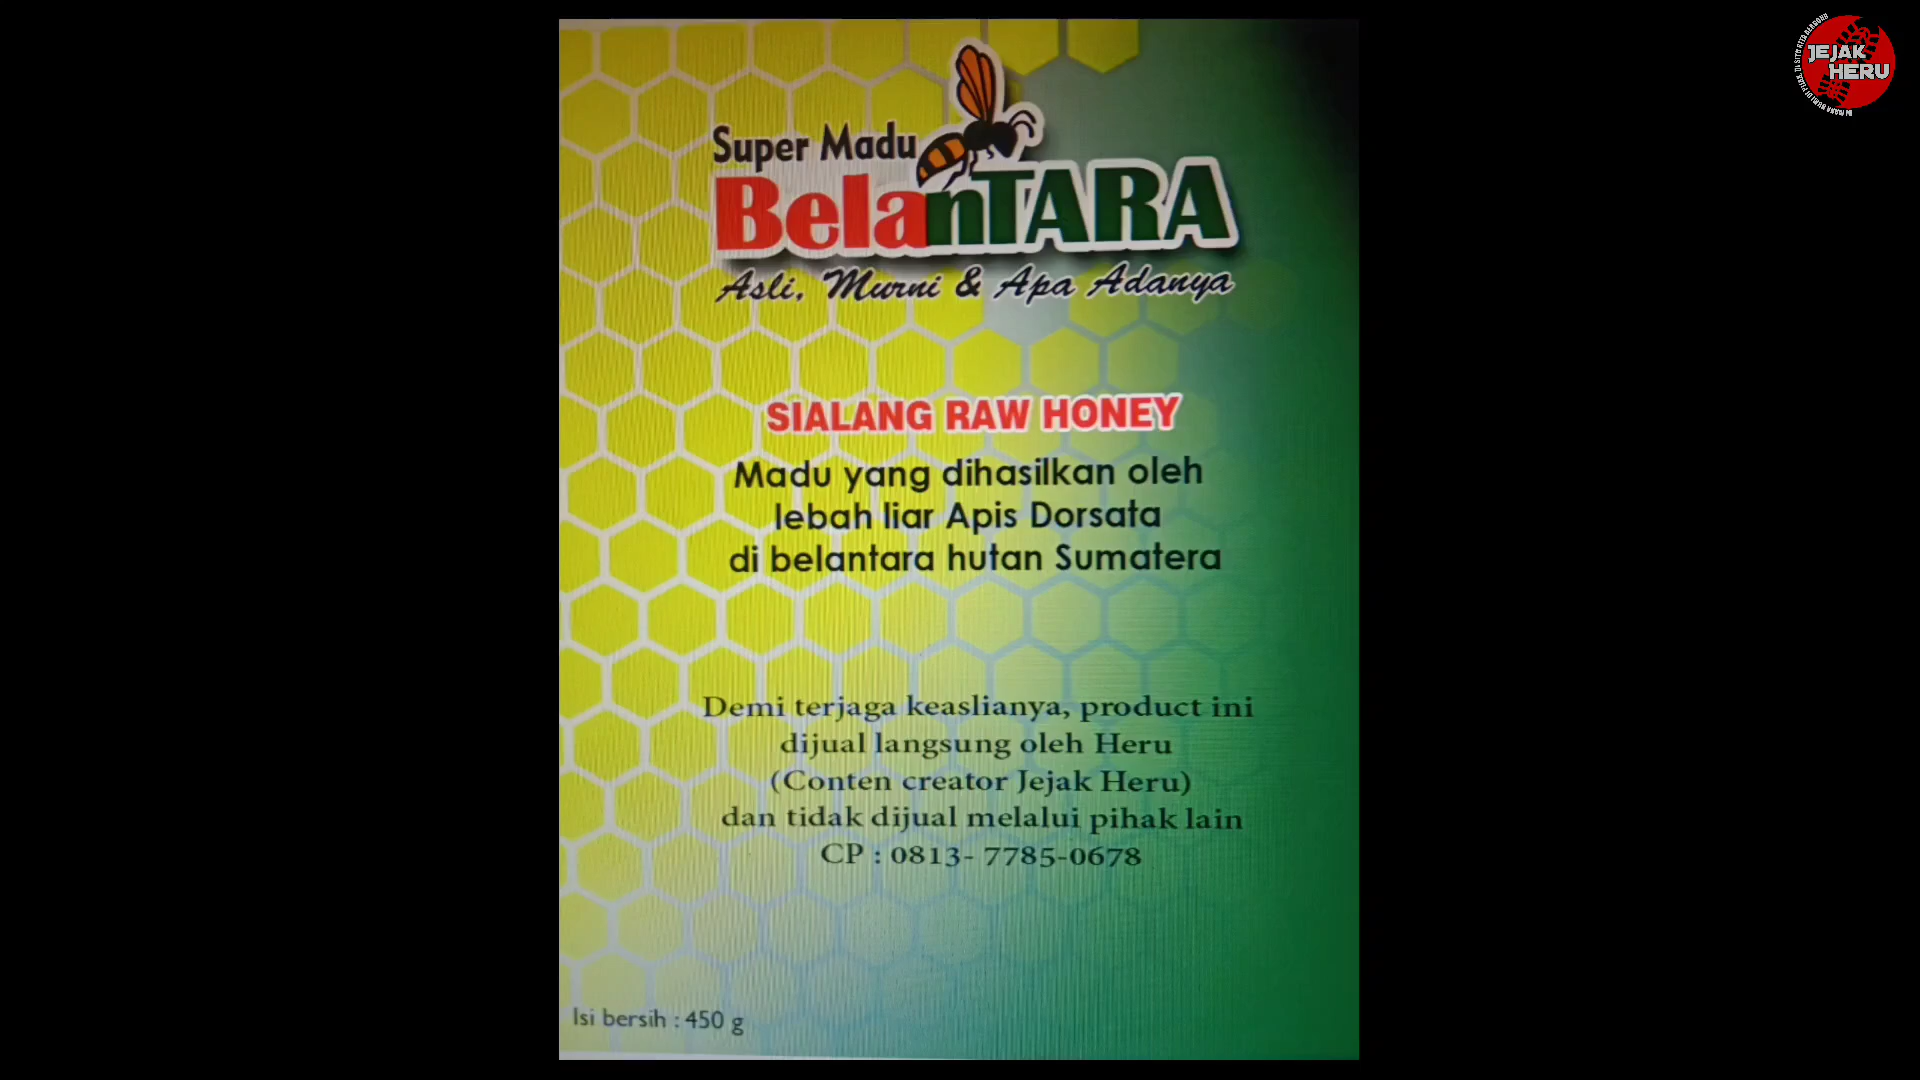 Super Madu
BelanTARA
Asli, Murni & Apa Adanya
SIALANG RAW HONEY
Madu yang dihasilkan oleh
lebah liar Apis Dorsata
di belantara hutan Sumatera
Demi terjaga keaslianya, product ini
dijual langsung oleh Heru
(Conten creator Jejak Heru)
dan tidak dijual melalui pihak lain
CP : 0813- 7785-0678
Isi bersih : 450 g
JEJAK
HERU